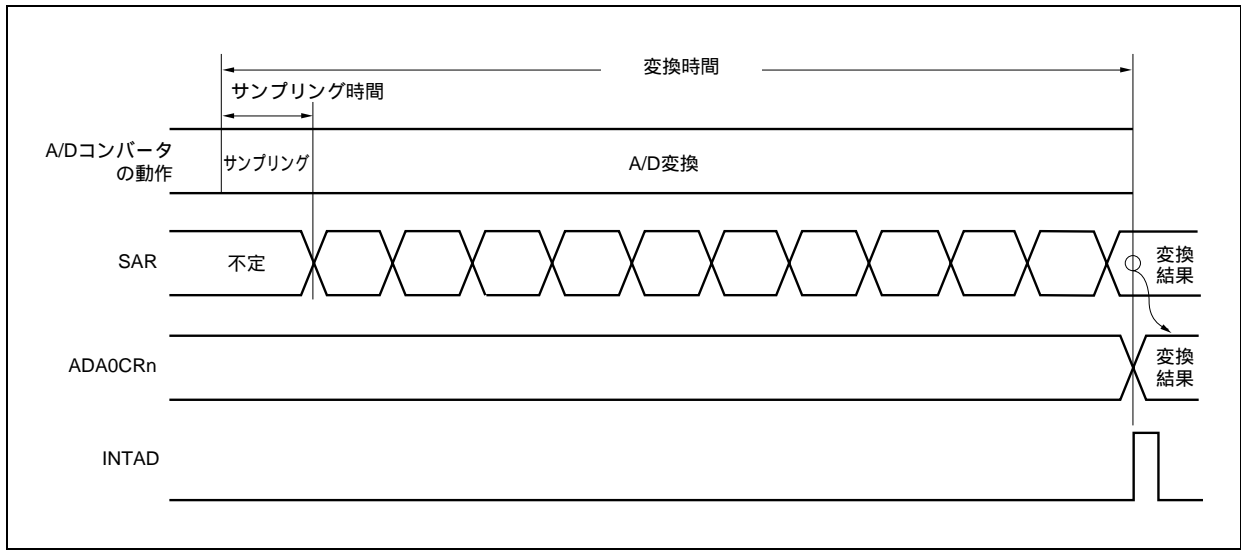 変換時間
サンプリング時間
A/Dコンバータ
の動作
サンプリング
A/D変換
SAR
不定
変換
結果
ADA0CRn
変換
結果
INTAD